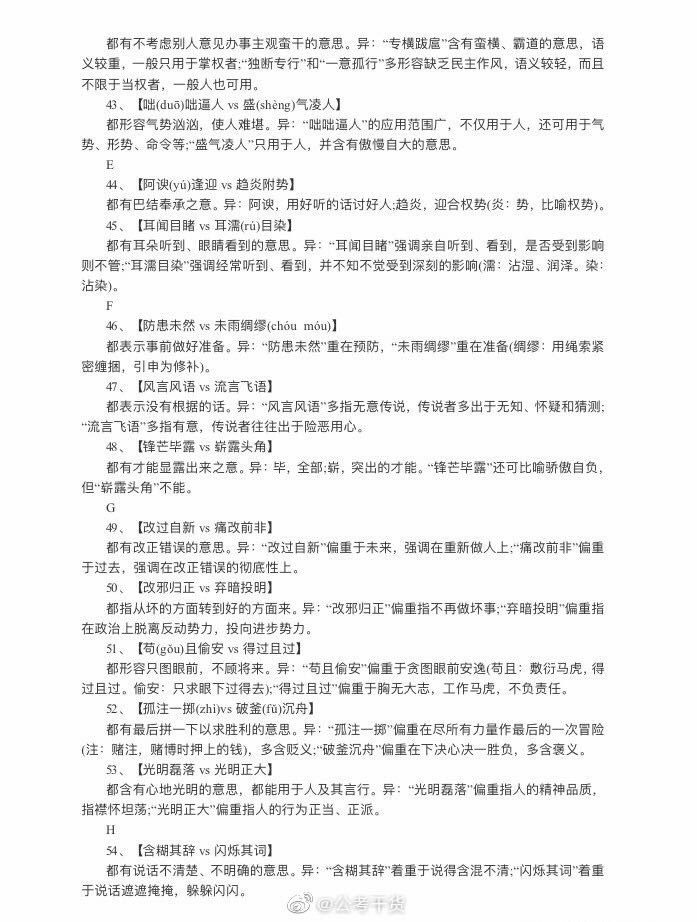 都有不考虑别人意见办事主观蛮干的意思。异：“专横跋扈”含有蛮横、霸道的意思，语
义较重，一般只用于掌权者;“独断专行”和“一意孤行”多形容缺乏民主作风，语义较轻，而且
不限于当权者，一般人也可用。
43、【咄(duō)咄逼人 vs 盛(shèng)气凌人】
都形容气势汹汹，使人难堪。异：“咄咄逼人”的应用范围广，不仅用于人，还可用于气
势、形势、命令等;“盛气凌人”只用于人，并含有傲慢自大的意思。
E
44、【阿谀(yú)逢迎 vs 趋炎附势】
都有巴结奉承之意。异：阿谀，用好听的话讨好人;趋炎，迎合权势(炎：势，比喻权势)。
45、【耳闻目睹 vs 耳濡(rú)目染】
都有耳朵听到、眼睛看到的意思。异：“耳闻目睹”强调亲自听到、看到，是否受到影响
则不管;“耳濡目染”强调经常听到、看到，并不知不觉受到深刻的影响(濡：沾湿、润泽。染：
沾染)。
F
46、【防患未然 vs 未雨绸缪(chóu móu)】
都表示事前做好准备。异：“防患未然”重在预防，“未雨绸缪”重在准备(绸缪：用绳索紧
密缠捆，引申为修补)。
47、【风言风语 vs 流言飞语】
都表示没有根据的话。异：“风言风语”多指无意传说，传说者多出于无知、怀疑和猜测;
“流言飞语”多指有意，传说者往往出于险恶用心。
48、【锋芒毕露 vs 崭露头角】
都有才能显露出来之意。异：毕，全部;崭，突出的才能。“锋芒毕露”还可比喻骄傲自负，
但“崭露头角”不能。
G
49、【改过自新 vs 痛改前非】
都有改正错误的意思。异：“改过自新”偏重于未来，强调在重新做人上;“痛改前非”偏重
于过去，强调在改正错误的彻底性上。
50、【改邪归正 vs 弃暗投明】
都指从坏的方面转到好的方面来。异：“改邪归正”偏重指不再做坏事;“弃暗投明”偏重指
在政治上脱离反动势力，投向进步势力。
51、【苟(gǒu)且偷安 vs 得过且过】
都形容只图眼前，不顾将来。异：“苟且偷安”偏重于贪图眼前安逸(苟且：敷衍马虎，得
过且过。偷安：只求眼下过得去);“得过且过”偏重于胸无大志，工作马虎，不负责任。
52、【孤注一掷(zhì)vs 破釜(fǔ)沉舟】
都有最后拼一下以求胜利的意思。异：“孤注一掷”偏重在尽所有力量作最后的一次冒险
(注：赌注，赌博时押上的钱)，多含贬义;“破釜沉舟”偏重在下决心决一胜负，多含褒义。
53、【光明磊落 vs 光明正大】
都含有心地光明的意思，都能用于人及其言行。异：“光明磊落”偏重指人的精神品质，
指襟怀坦荡;“光明正大”偏重指人的行为正当、正派。
H
54、【含糊其辞 vs 闪烁其词】
都有说话不清楚、不明确的意思。异：“含糊其辞”着重于说得含混不清;“闪烁其词”着重
于说话遮遮掩掩，躲躲闪闪。
@公考干货